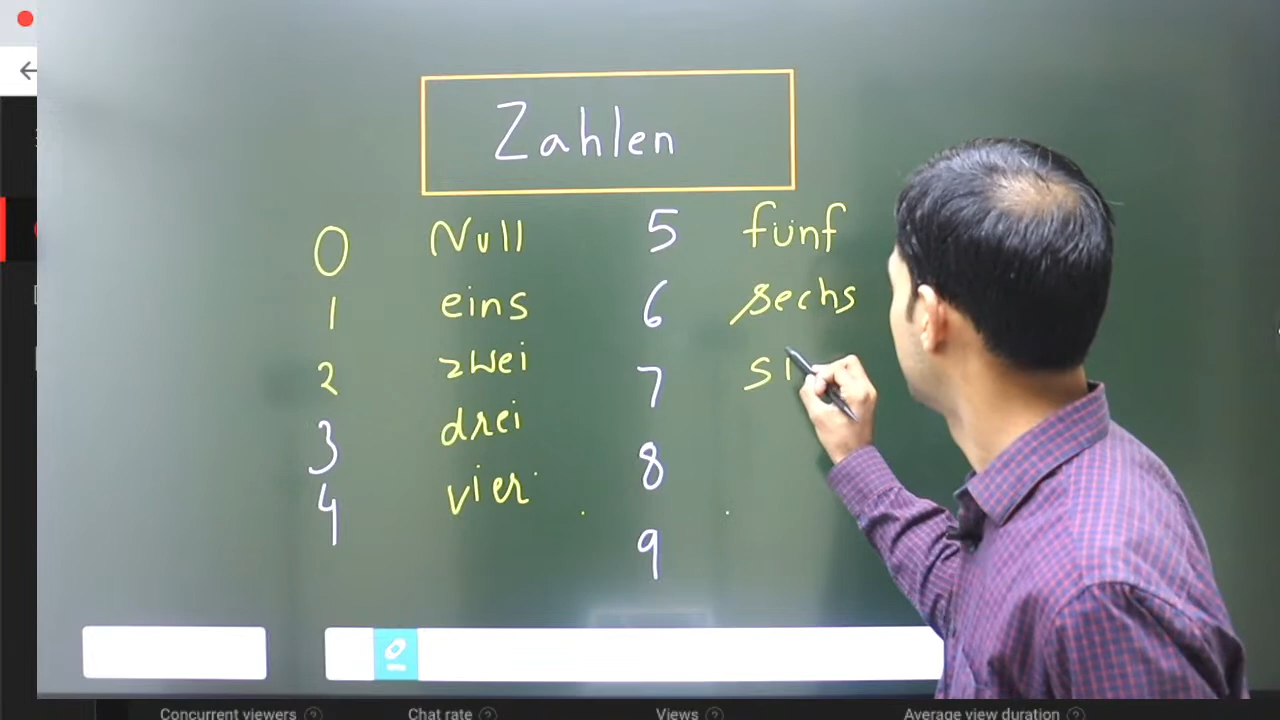 Zahlen
0 Null 5 fünf
1 eins 6 sechs
2 zwei 7 si
3 drei 8
4 vier 9
Concurrent viewers ? Chat rate ? Views ? Average view duration ?